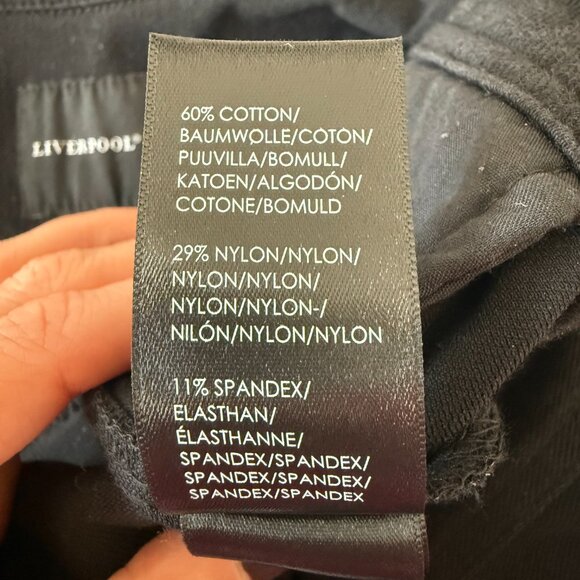 LIVERPOOL®
60% COTTON/
BAUMWOLLE/COTON/
PUUVILLA/BOMULL/
KATOEN/ALGODÓN/
COTONE/BOMULD
29% NYLON/NYLON/
NYLON/NYLON/
NYLON/NYLON-/
NILÓN/NYLON/NYLON
11% SPANDEX/
ELASTHAN/
ÉLASTHANNE/
SPANDEX/SPANDEX/
SPANDEX/SPANDEX/
SPANDEX/SPANDEX